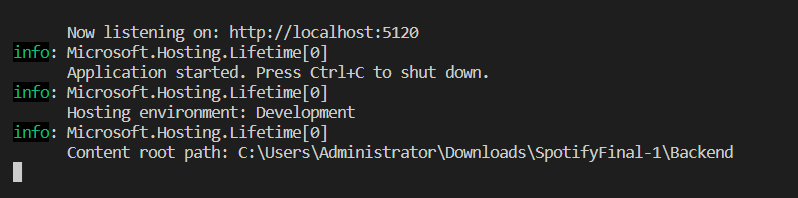 Now listening on: http://localhost:5120
info: Microsoft.Hosting.Lifetime[0]
Application started. Press Ctrl+C to shut down.
info: Microsoft.Hosting.Lifetime[0]
Hosting environment: Development
info: Microsoft.Hosting.Lifetime[0]
Content root path: C:\Users\Administrator\Downloads\SpotifyFinal-1\Backend